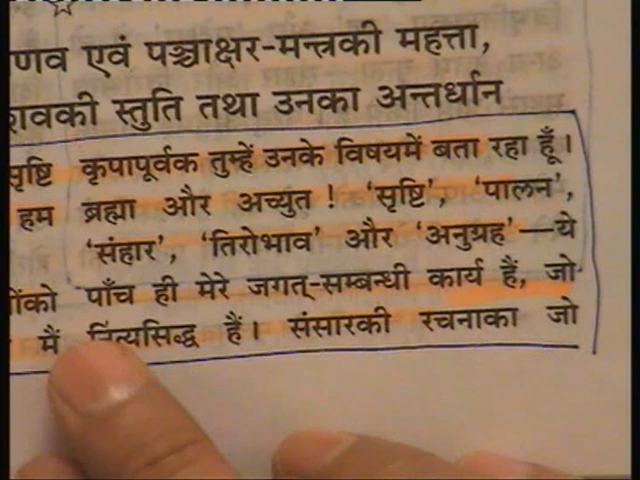 णव एवं पञ्चाक्षर-मन्त्रकी महत्ता,
शवकी स्तुति तथा उनका अन्तर्धान
सृष्टि कृपापूर्वक तुम्हें उनके विषयमें बता रहा हूँ।
हम ब्रह्मा और अच्युत ! ‘सृष्टि’, ‘पालन’,
‘संहार’, ‘तिरोभाव’ और ‘अनुग्रह’—ये
ोंको पाँच ही मेरे जगत्-सम्बन्धी कार्य हैं, जो
मैं नित्यसिद्ध हैं। संसारकी रचनाका जो